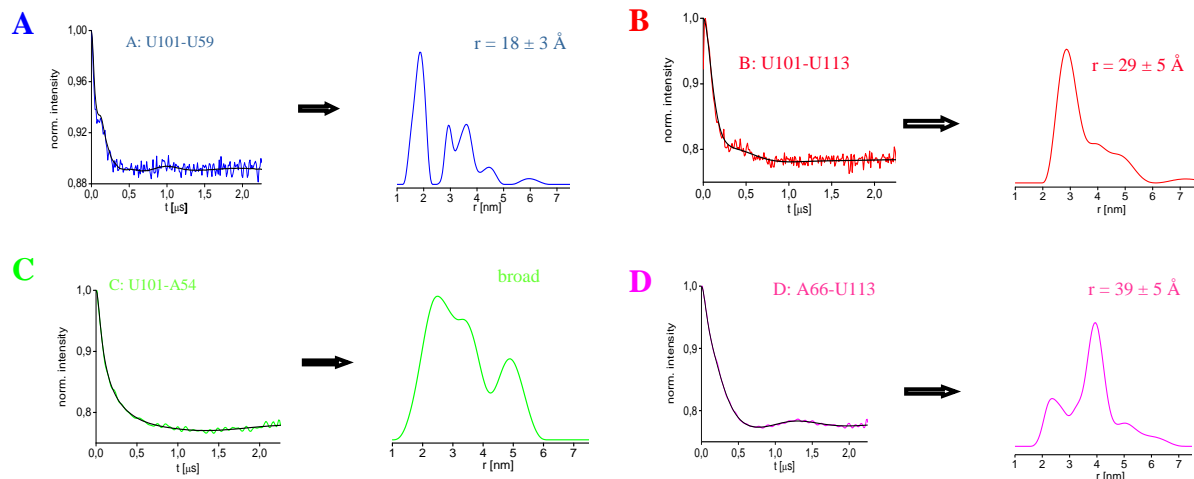 A
A: U101-U59
r = 18 ± 3 Å
1,00
0,96
0,92
0,88
norm. intensity
0,0 0,5 1,0 1,5 2,0
t [μs]
1 2 3 4 5 6 7
r [nm]
B
B: U101-U113
r = 29 ± 5 Å
1,0
0,9
0,8
norm. intensity
0,0 0,5 1,0 1,5 2,0
t [μs]
1 2 3 4 5 6 7
r [nm]
C
C: U101-A54
broad
1,0
0,9
0,8
norm. intensity
0,0 0,5 1,0 1,5 2,0
t [μs]
1 2 3 4 5 6 7
r [nm]
D
D: A66-U113
r = 39 ± 5 Å
1,0
0,9
0,8
norm. intensity
0,0 0,5 1,0 1,5 2,0
t [μs]
1 2 3 4 5 6 7
r [nm]